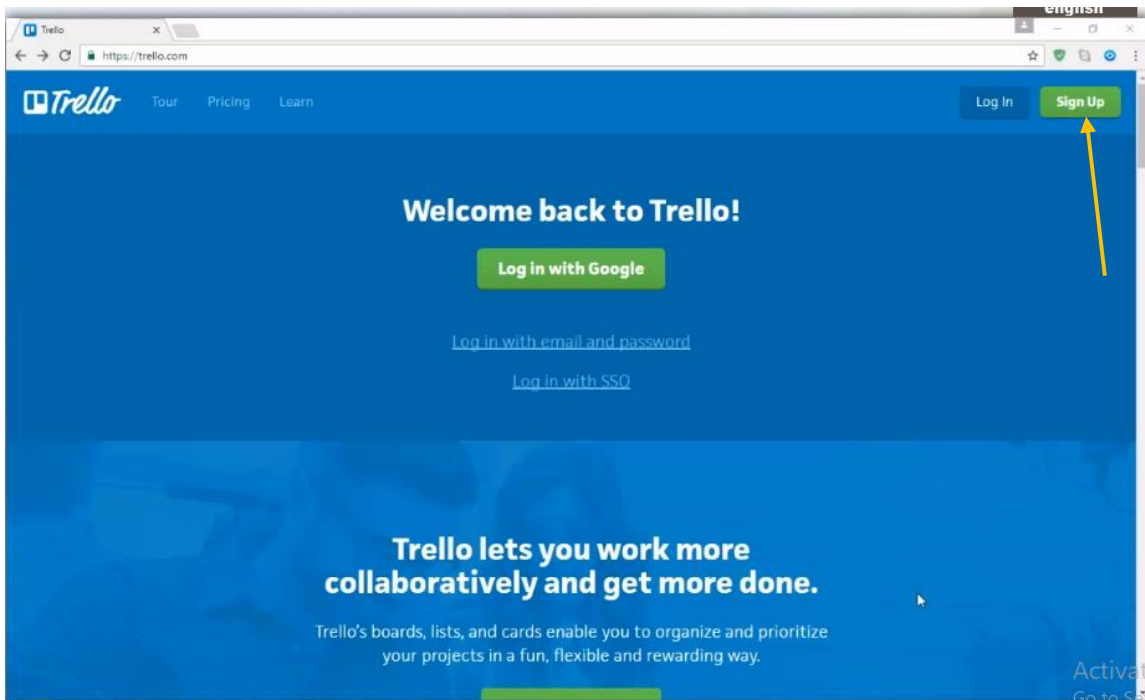 english
Trello
https://trello.com
Trello Tour Pricing Learn Log In Sign Up
Welcome back to Trello!
Log in with Google
Log in with email and password
Log in with SSO
Trello lets you work more
collaboratively and get more done.
Trello's boards, lists, and cards enable you to organize and prioritize
your projects in a fun, flexible and rewarding way.
Activat
Go to S